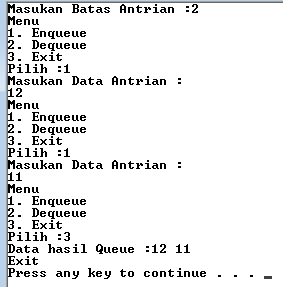 Masukan Batas Antrian :2
Menu
1. Enqueue
2. Dequeue
3. Exit
Pilih :1
Masukan Data Antrian :
12
Menu
1. Enqueue
2. Dequeue
3. Exit
Pilih :1
Masukan Data Antrian :
11
Menu
1. Enqueue
2. Dequeue
3. Exit
Pilih :3
Data hasil Queue :12 11
Exit
Press any key to continue . . . _